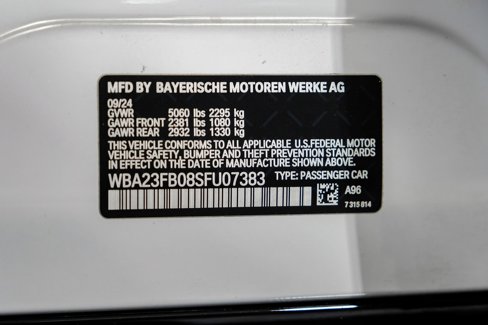 MFD BY BAYERISCHE MOTOREN WERKE AG
09/24
GVWR 5060 lbs 2295 kg
GAWR FRONT 2381 lbs 1080 kg
GAWR REAR 2932 lbs 1330 kg
THIS VEHICLE CONFORMS TO ALL APPLICABLE U.S.FEDERAL MOTOR
VEHICLE SAFETY, BUMPER AND THEFT PREVENTION STANDARDS IN
EFFECT ON THE DATE OF MANUFACTURE SHOWN ABOVE.
WBA23FB08SFU07383 TYPE: PASSENGER CAR
A96
7 315 814